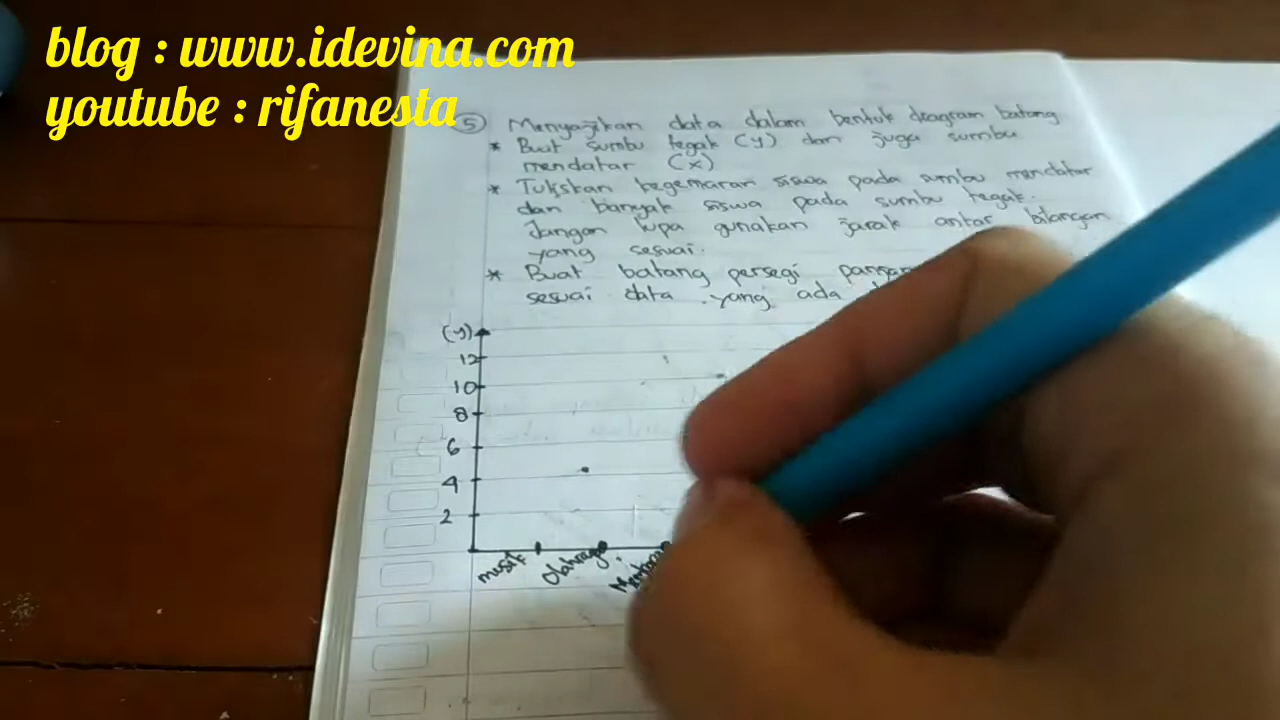 blog : www.idevina.com
youtube : rifanesta
5 Menyajikan data dalam bentuk diagram batang
* Buat sumbu tegak (y) dan juga sumbu
mendatar (x)
* Tuliskan kegemaran siswa pada sumbu mendatar
dan banyak siswa pada sumbu tegak.
Jangan lupa gunakan jarak antar bilangan
yang sesuai.
* Buat batang persegi
sesuai data yang ada
(y)
12
10
8
6
4
2
musik Olahraga